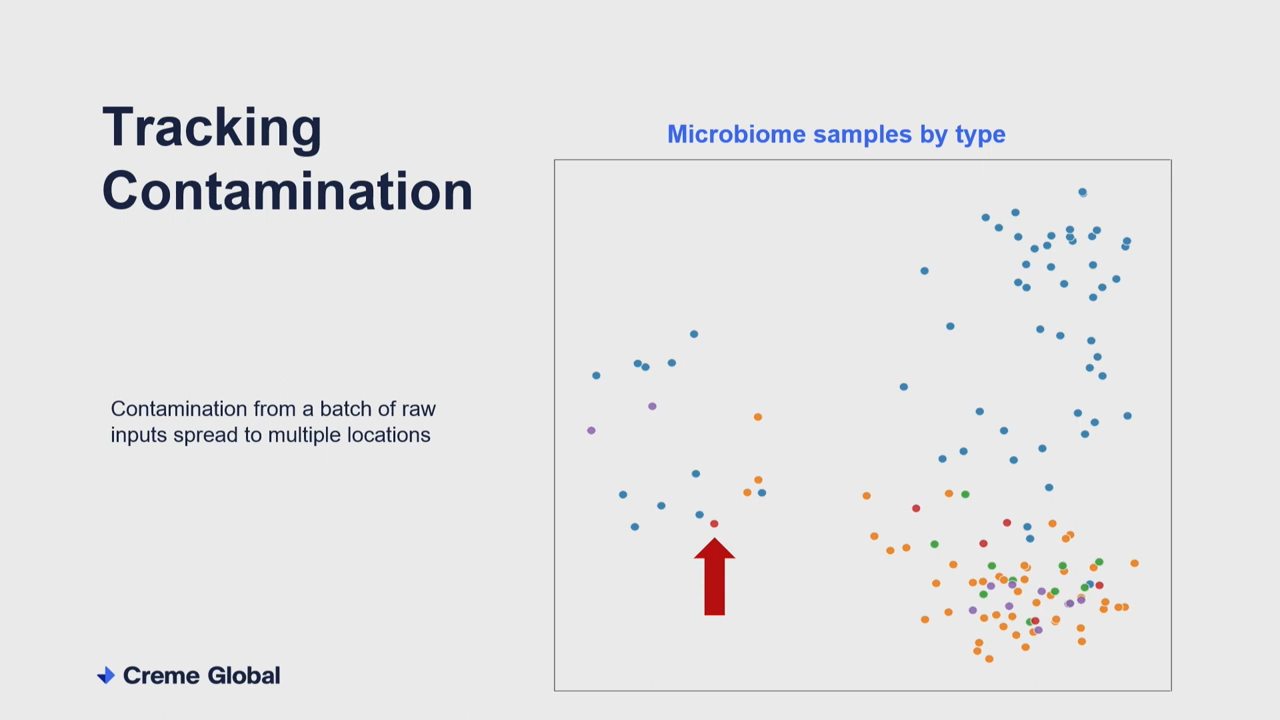 Tracking
Contamination
Microbiome samples by type
Contamination from a batch of raw
inputs spread to multiple locations
Creme Global